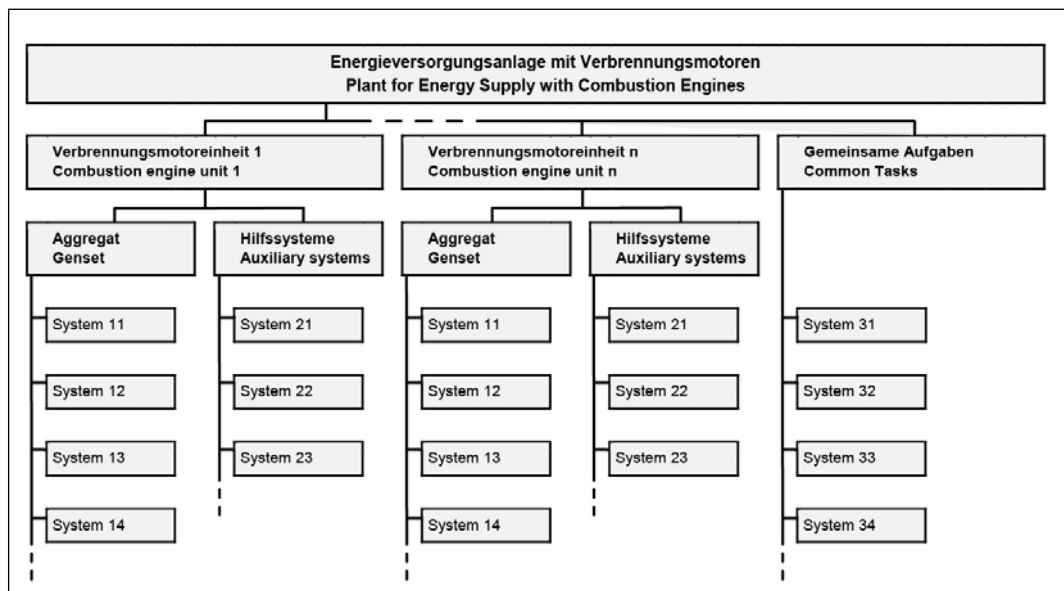 Energieversorgungsanlage mit Verbrennungsmotoren
Plant for Energy Supply with Combustion Engines
Verbrennungsmotoreinheit 1
Combustion engine unit 1
Verbrennungsmotoreinheit n
Combustion engine unit n
Gemeinsame Aufgaben
Common Tasks
Aggregat
Genset
Hilfssysteme
Auxiliary systems
Aggregat
Genset
Hilfssysteme
Auxiliary systems
System 11
System 21
System 11
System 21
System 31
System 12
System 22
System 12
System 22
System 32
System 13
System 23
System 13
System 23
System 33
System 14
System 14
System 34